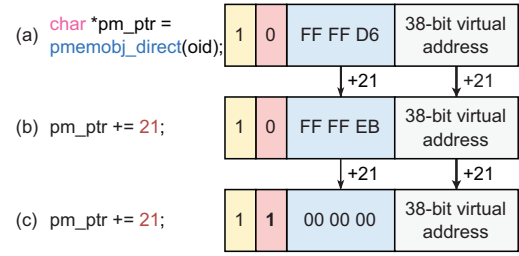 (a) char *pm_ptr = pmemobj_direct(oid);
1 0 FF FF D6 38-bit virtual address
+21 +21
(b) pm_ptr += 21;
1 0 FF FF EB 38-bit virtual address
+21 +21
(c) pm_ptr += 21;
1 1 00 00 00 38-bit virtual address